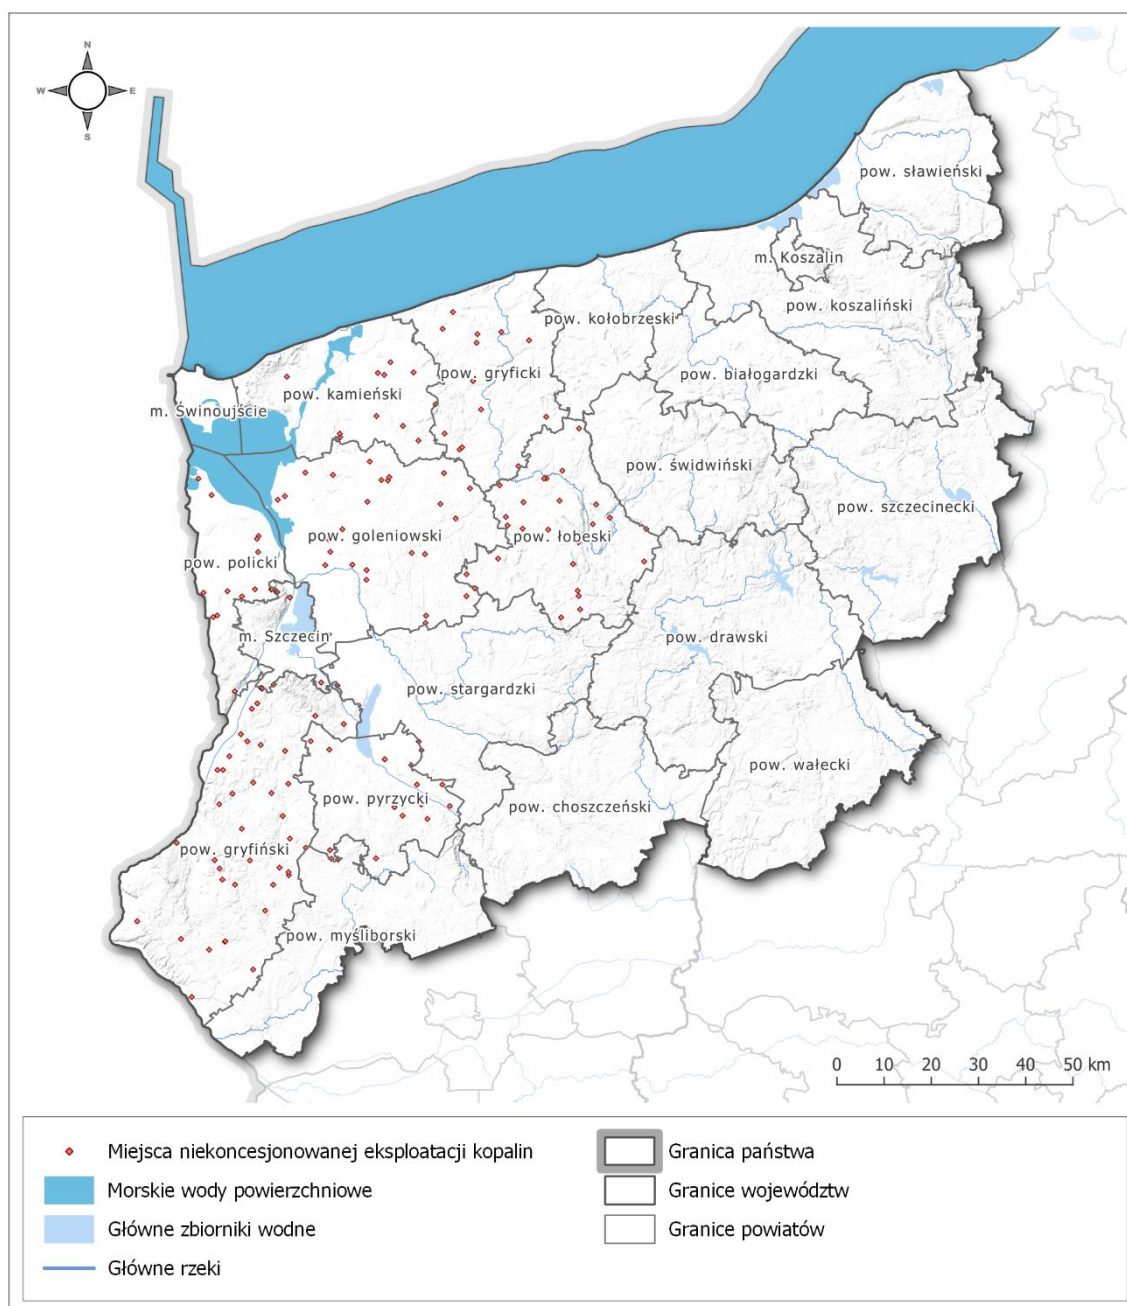 N
W E
S
pow. sławieński
m. Koszalin
pow. koszaliński
pow. kołobrzeski
pow. gryficki
pow. białogardzki
pow. kamieński
m. Świnoujście
pow. świdwiński
pow. szczecinecki
pow. goleniowski
pow. łobeski
pow. policki
m. Szczecin
pow. drawski
pow. stargardzki
pow. wałecki
pow. pyrzycki
pow. choszczeński
pow. gryfiński
pow. myśliborski
0 10 20 30 40 50 km
Miejsca niekoncesjonowanej eksploatacji kopalin
Morskie wody powierzchniowe
Główne zbiorniki wodne
Główne rzeki
Granica państwa
Granice województw
Granice powiatów